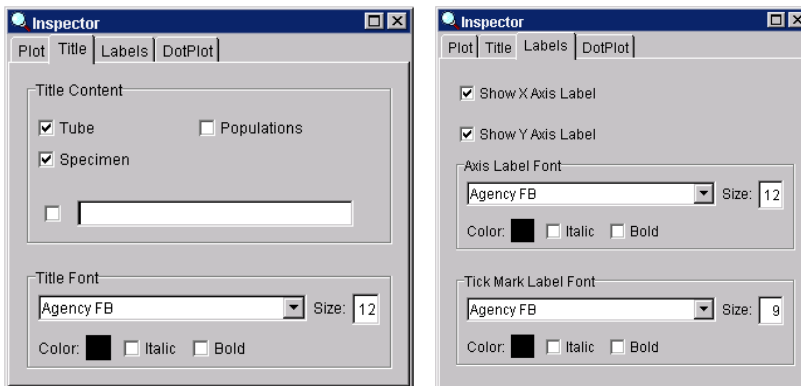 Inspector
Plot Title Labels DotPlot
Title Content
Tube Populations
Specimen
Title Font
Agency FB Size: 12
Color: Italic Bold
Inspector
Plot Title Labels DotPlot
Show X Axis Label
Show Y Axis Label
Axis Label Font
Agency FB Size: 12
Color: Italic Bold
Tick Mark Label Font
Agency FB Size: 9
Color: Italic Bold